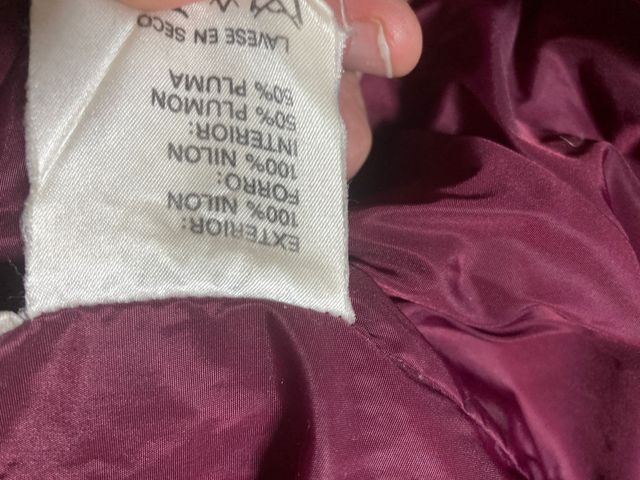 EXTERIOR:
100% NILON
FORRO:
100% NILON
INTERIOR:
50% PLUMON
50% PLUMA
LAVESE EN SECO